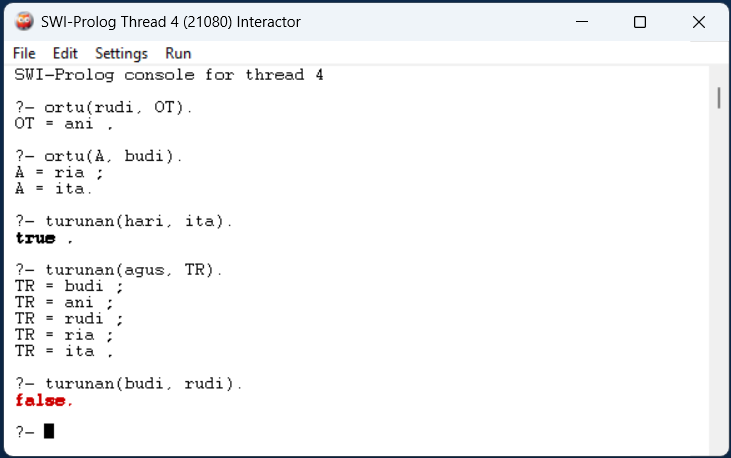 SWI-Prolog Thread 4 (21080) Interactor
File Edit Settings Run
SWI-Prolog console for thread 4
?- ortu(rudi, OT).
OT = ani .
?- ortu(A, budi).
A = ria ;
A = ita.
?- turunan(hari, ita).
true .
?- turunan(agus, TR).
TR = budi ;
TR = ani ;
TR = rudi ;
TR = ria ;
TR = ita .
?- turunan(budi, rudi).
false.
?-